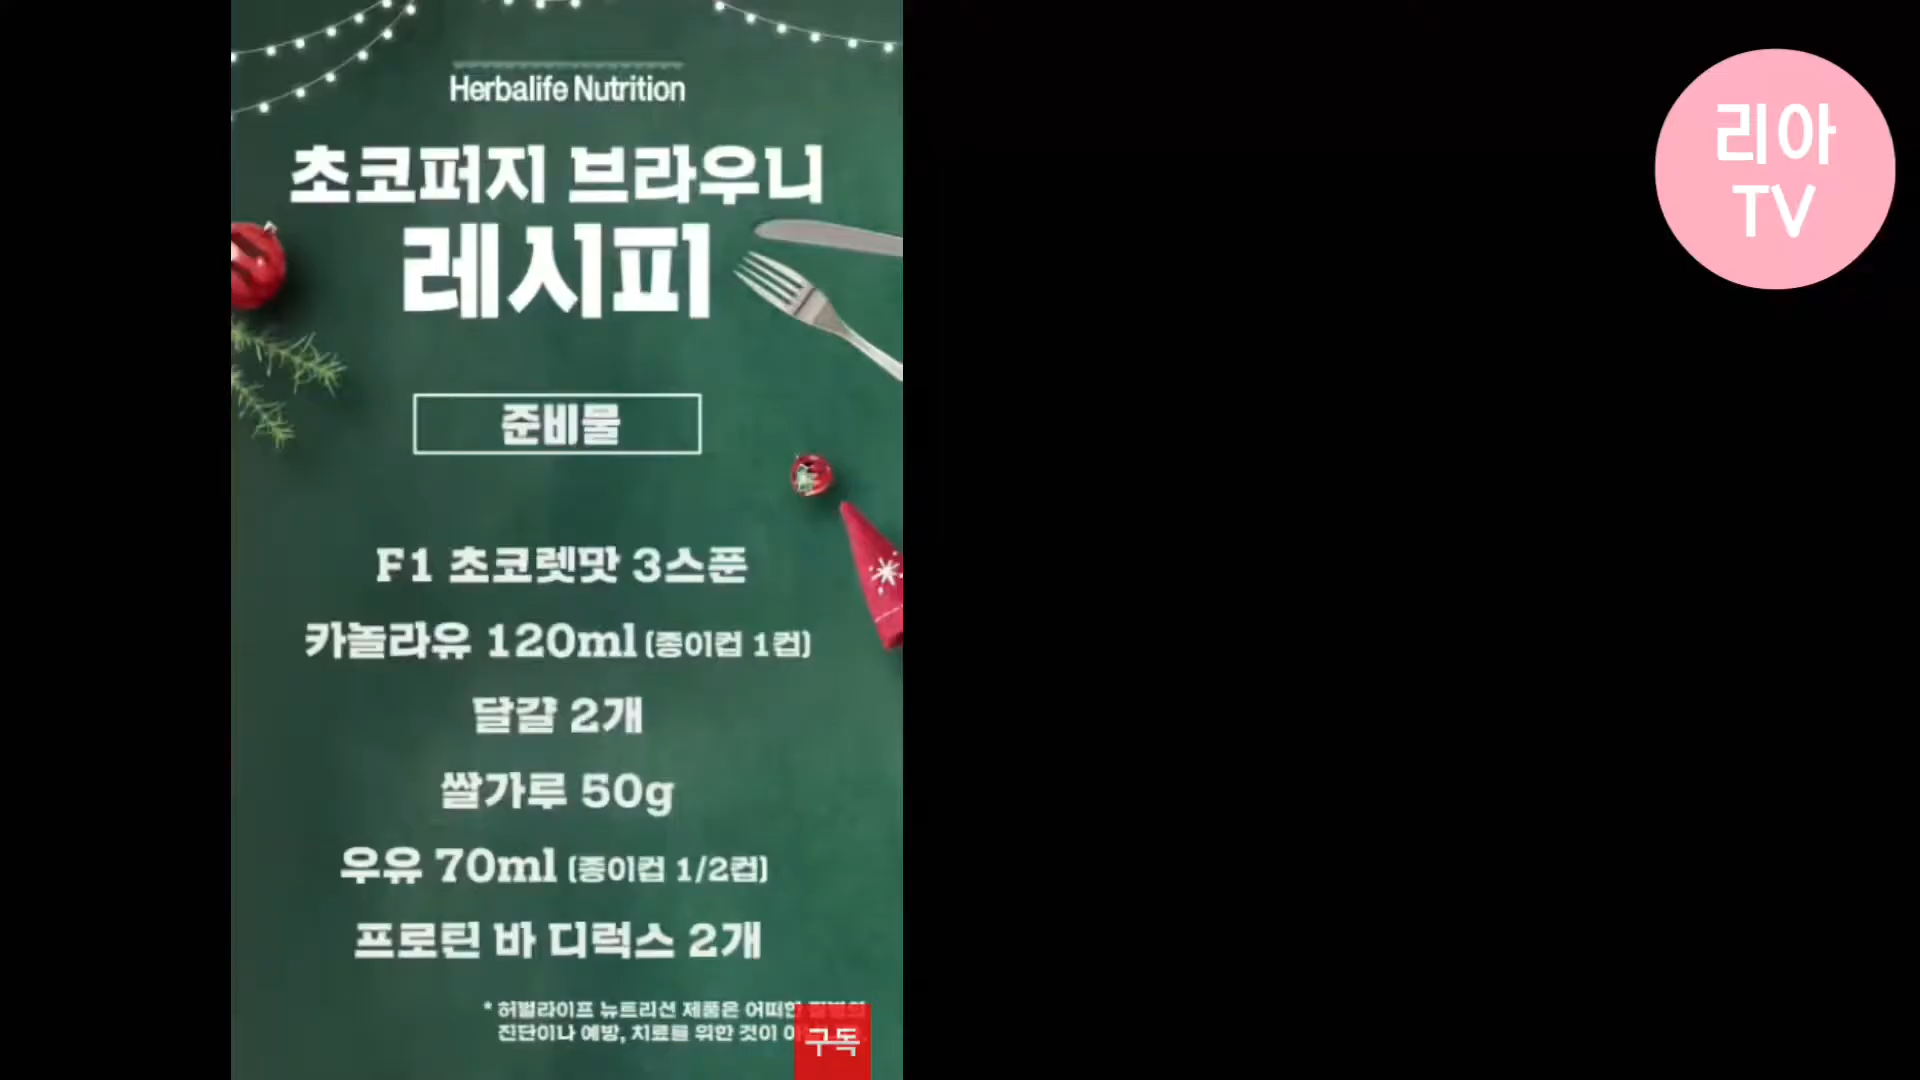 Herbalife Nutrition
초코퍼지 브라우니
레시피
준비물
F1 초코렛맛 3스푼
카놀라유 120ml (종이컵 1컵)
달걀 2개
쌀가루 50g
우유 70ml (종이컵 1/2컵)
프로틴 바 디럭스 2개
* 허벌라이프 뉴트리션 제품은 어떠한
진단이나 예방, 치료를 위한 것이
구독
리아
TV